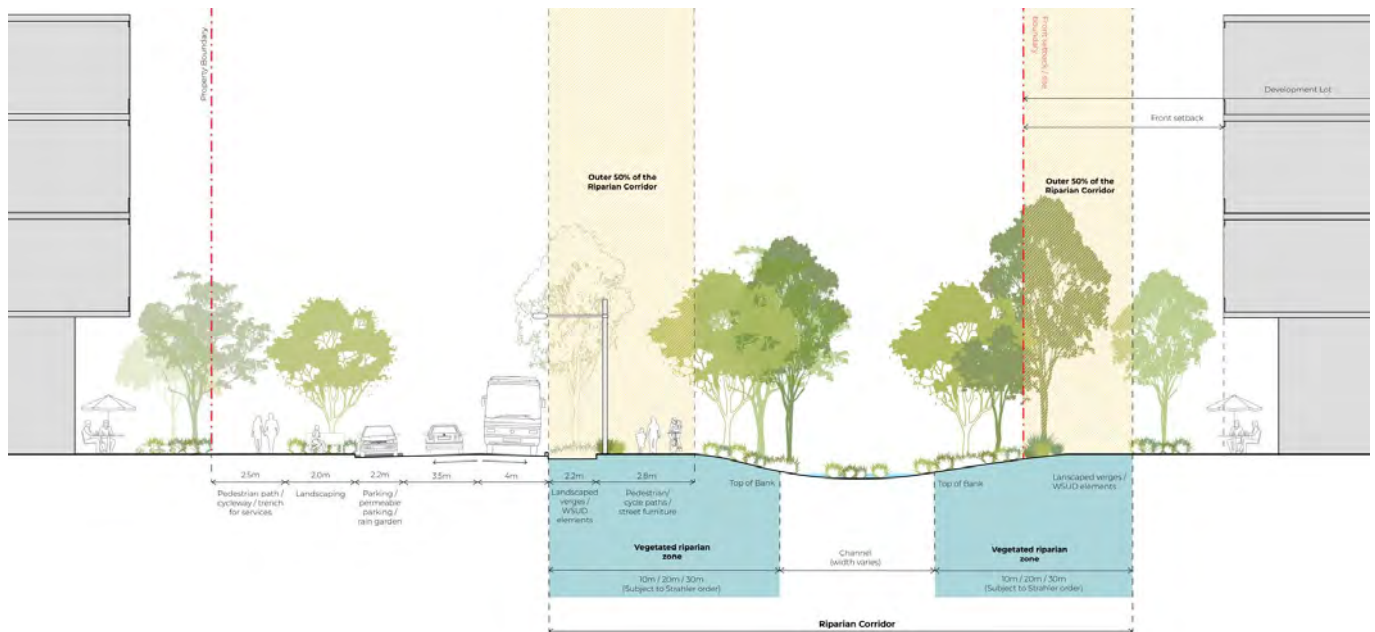 Property Boundary
Front setback / site
boundary
Development Lot
Front setback
Outer 50% of the
Riparian Corridor
Outer 50% of the
Riparian Corridor
2.5m
2.0m
2.2m
3.5m
4m
2.2m
2.8m
Pedestrian path /
cycleway / trench
for services
Landscaping
Parking /
permeable
parking /
rain garden
Landscaped
verges /
WSUD
elements
Pedestrian/
cycle paths /
street furniture
Top of Bank
Top of Bank
Lanscaped verges /
WSUD elements
Vegetated riparian
zone
Channel
(width varies)
Vegetated riparian
zone
10m / 20m / 30m
(Subject to Strahler order)
10m / 20m / 30m
(Subject to Strahler order)
Riparian Corridor